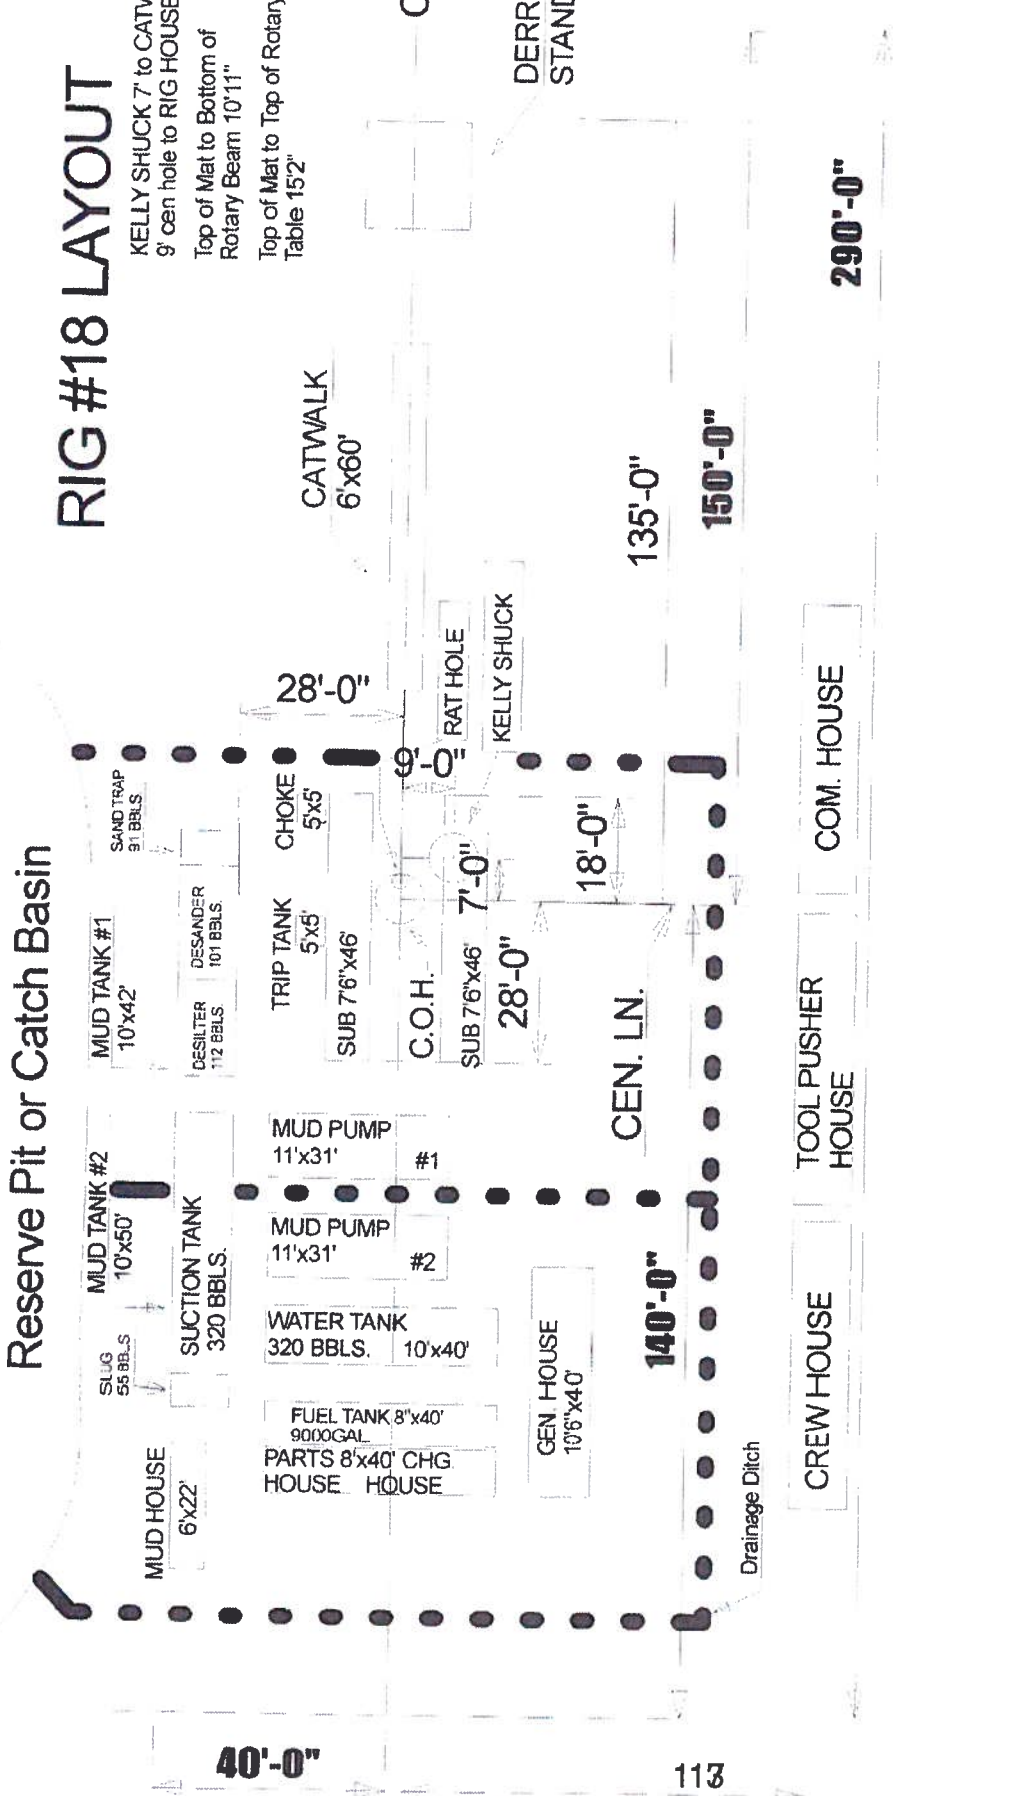 RIG #18 LAYOUT
KELLY SHUCK 7' to
9' cen hole to RIG HOUSE
Top of Mat to Bottom of
Rotary Beam 10'11"
Top of Mat to Top of Rotary
Table 15'2"
CATWALK
6'x60'
135'-0"
150'-0"
290'-0"
Reserve Pit or Catch Basin
28'-0"
9'-0"
RAT HOLE
KELLY SHUCK
SAND TRAP
91 BBLS.
MUD TANK #1
10'x42'
DESANDER
101 BBLS.
DESILTER
112 BBLS.
CHOKE
5'x5'
TRIP TANK
5'x5'
SUB 7'6"x46'
C.O.H.
SUB 7'6"x46'
7'-0"
28'-0"
18'-0"
CEN. LN.
COM. HOUSE
TOOL PUSHER
HOUSE
CREW HOUSE
MUD TANK #2
10'x50'
SUCTION TANK
320 BBLS.
SLUG
55 BBLS
MUD HOUSE
6'x22'
MUD PUMP
11'x31'
#1
MUD PUMP
11'x31'
#2
WATER TANK
320 BBLS. 10'x40'
FUEL TANK 8"x40'
9000GAL
PARTS 8'x40' CHG
HOUSE HOUSE
GEN. HOUSE
10'6"x40'
140'-0"
Drainage Ditch
40'-0"